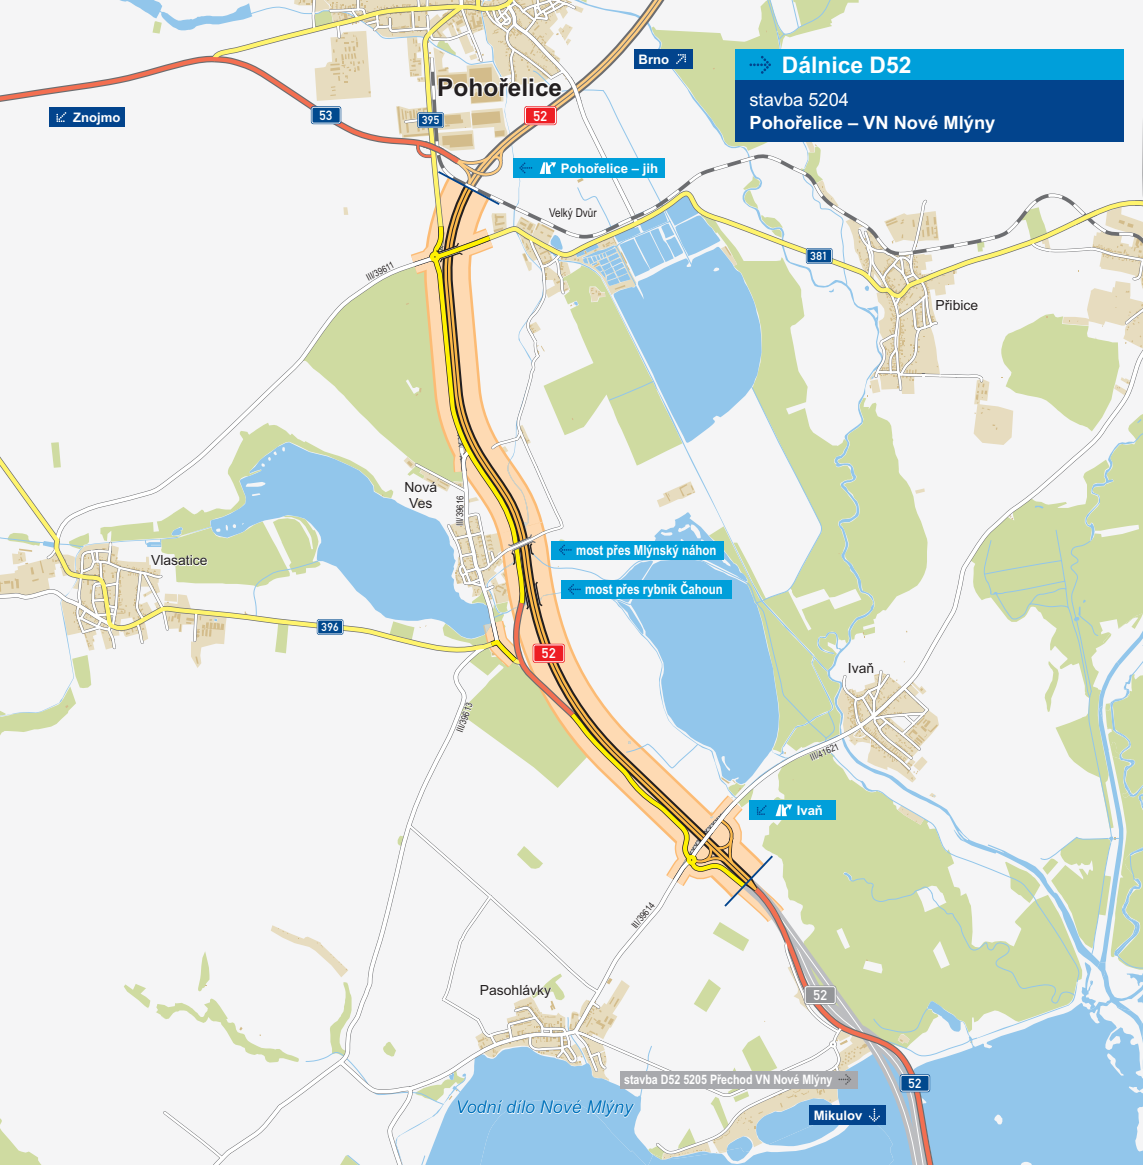 Brno
Dálnice D52
stavba 5204
Pohořelice – VN Nové Mlýny
Pohořelice
Znojmo
53
395
52
Pohořelice – jih
Velký Dvůr
381
III/39611
Přibice
Nová
Ves
III/39616
most přes Mlýnský náhon
Vlasatice
most přes rybník Čahoun
396
52
Ivaň
III/39613
III/41621
Ivaň
III/39614
Pasohlávky
52
stavba D52 5205 Přechod VN Nové Mlýny
52
Vodní dílo Nové Mlýny
Mikulov